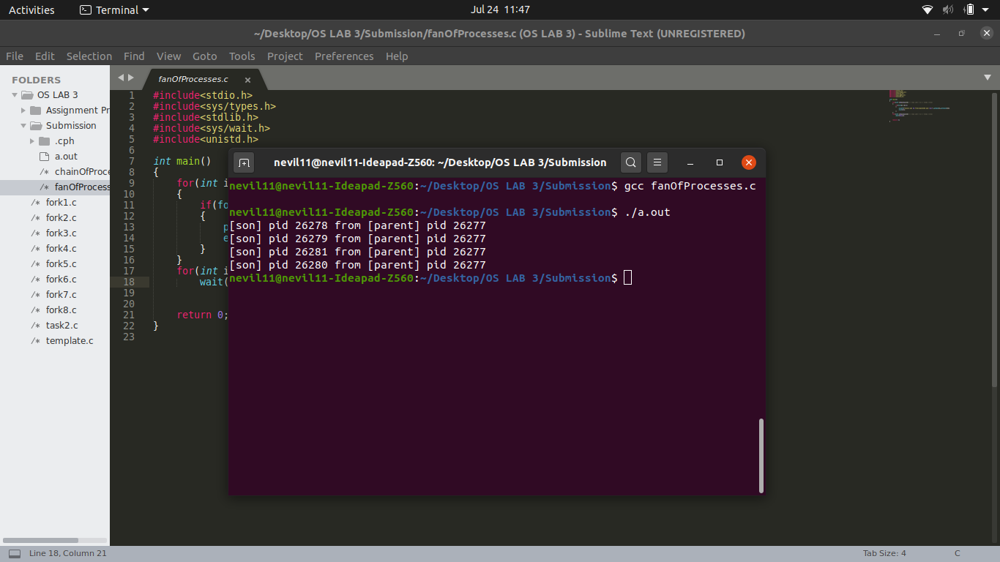 Activities Terminal Jul 24 11:47
~/Desktop/OS LAB 3/Submission/fanOfProcesses.c (OS LAB 3) - Sublime Text (UNREGISTERED)
File Edit Selection Find View Goto Tools Project Preferences Help
FOLDERS
OS LAB 3
Assignment Pr
Submission
.cph
a.out
/* chainOfProce
/* fanOfProcess
/* fork1.c
/* fork2.c
/* fork3.c
/* fork4.c
/* fork5.c
/* fork6.c
/* fork7.c
/* fork8.c
/* task2.c
/* template.c
fanOfProcesses.c
1 #include<stdio.h>
2 #include<sys/types.h>
3 #include<stdlib.h>
4 #include<sys/wait.h>
5 #include<unistd.h>
6
7 int main()
8 {
9 for(int i
10 {
11 if(fo
12 {
13 p
14 e
15 }
16 }
17 for(int i
18 wait(
19
20
21 return 0;
22 }
23
nevil11@nevil11-Ideapad-Z560: ~/Desktop/OS LAB 3/Submission
nevil11@nevil11-Ideapad-Z560:~/Desktop/OS LAB 3/Submission$ gcc fanOfProcesses.c
nevil11@nevil11-Ideapad-Z560:~/Desktop/OS LAB 3/Submission$ ./a.out
[son] pid 26278 from [parent] pid 26277
[son] pid 26279 from [parent] pid 26277
[son] pid 26281 from [parent] pid 26277
[son] pid 26280 from [parent] pid 26277
nevil11@nevil11-Ideapad-Z560:~/Desktop/OS LAB 3/Submission$
Line 18, Column 21 Tab Size: 4 C